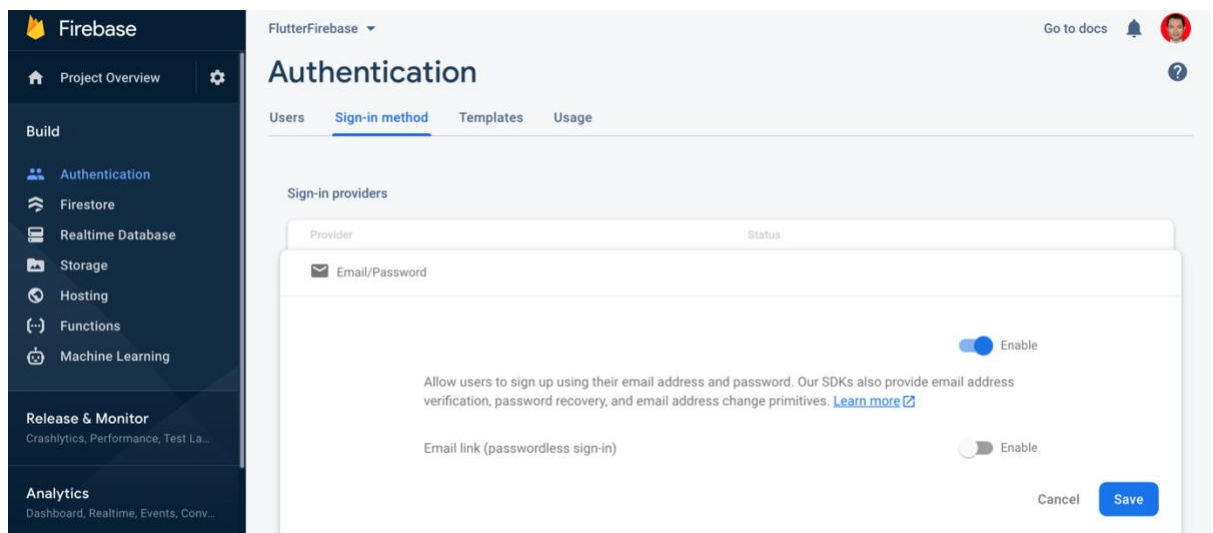 Firebase
Project Overview
Build
Authentication
Firestore
Realtime Database
Storage
Hosting
Functions
Machine Learning
Release & Monitor
Crashlytics, Performance, Test La...
Analytics
Dashboard, Realtime, Events, Conv...
FlutterFirebase
Go to docs
Authentication
Users Sign-in method Templates Usage
Sign-in providers
Provider Status
Email/Password
Enable
Allow users to sign up using their email address and password. Our SDKs also provide email address
verification, password recovery, and email address change primitives. Learn more
Email link (passwordless sign-in) Enable
Cancel Save